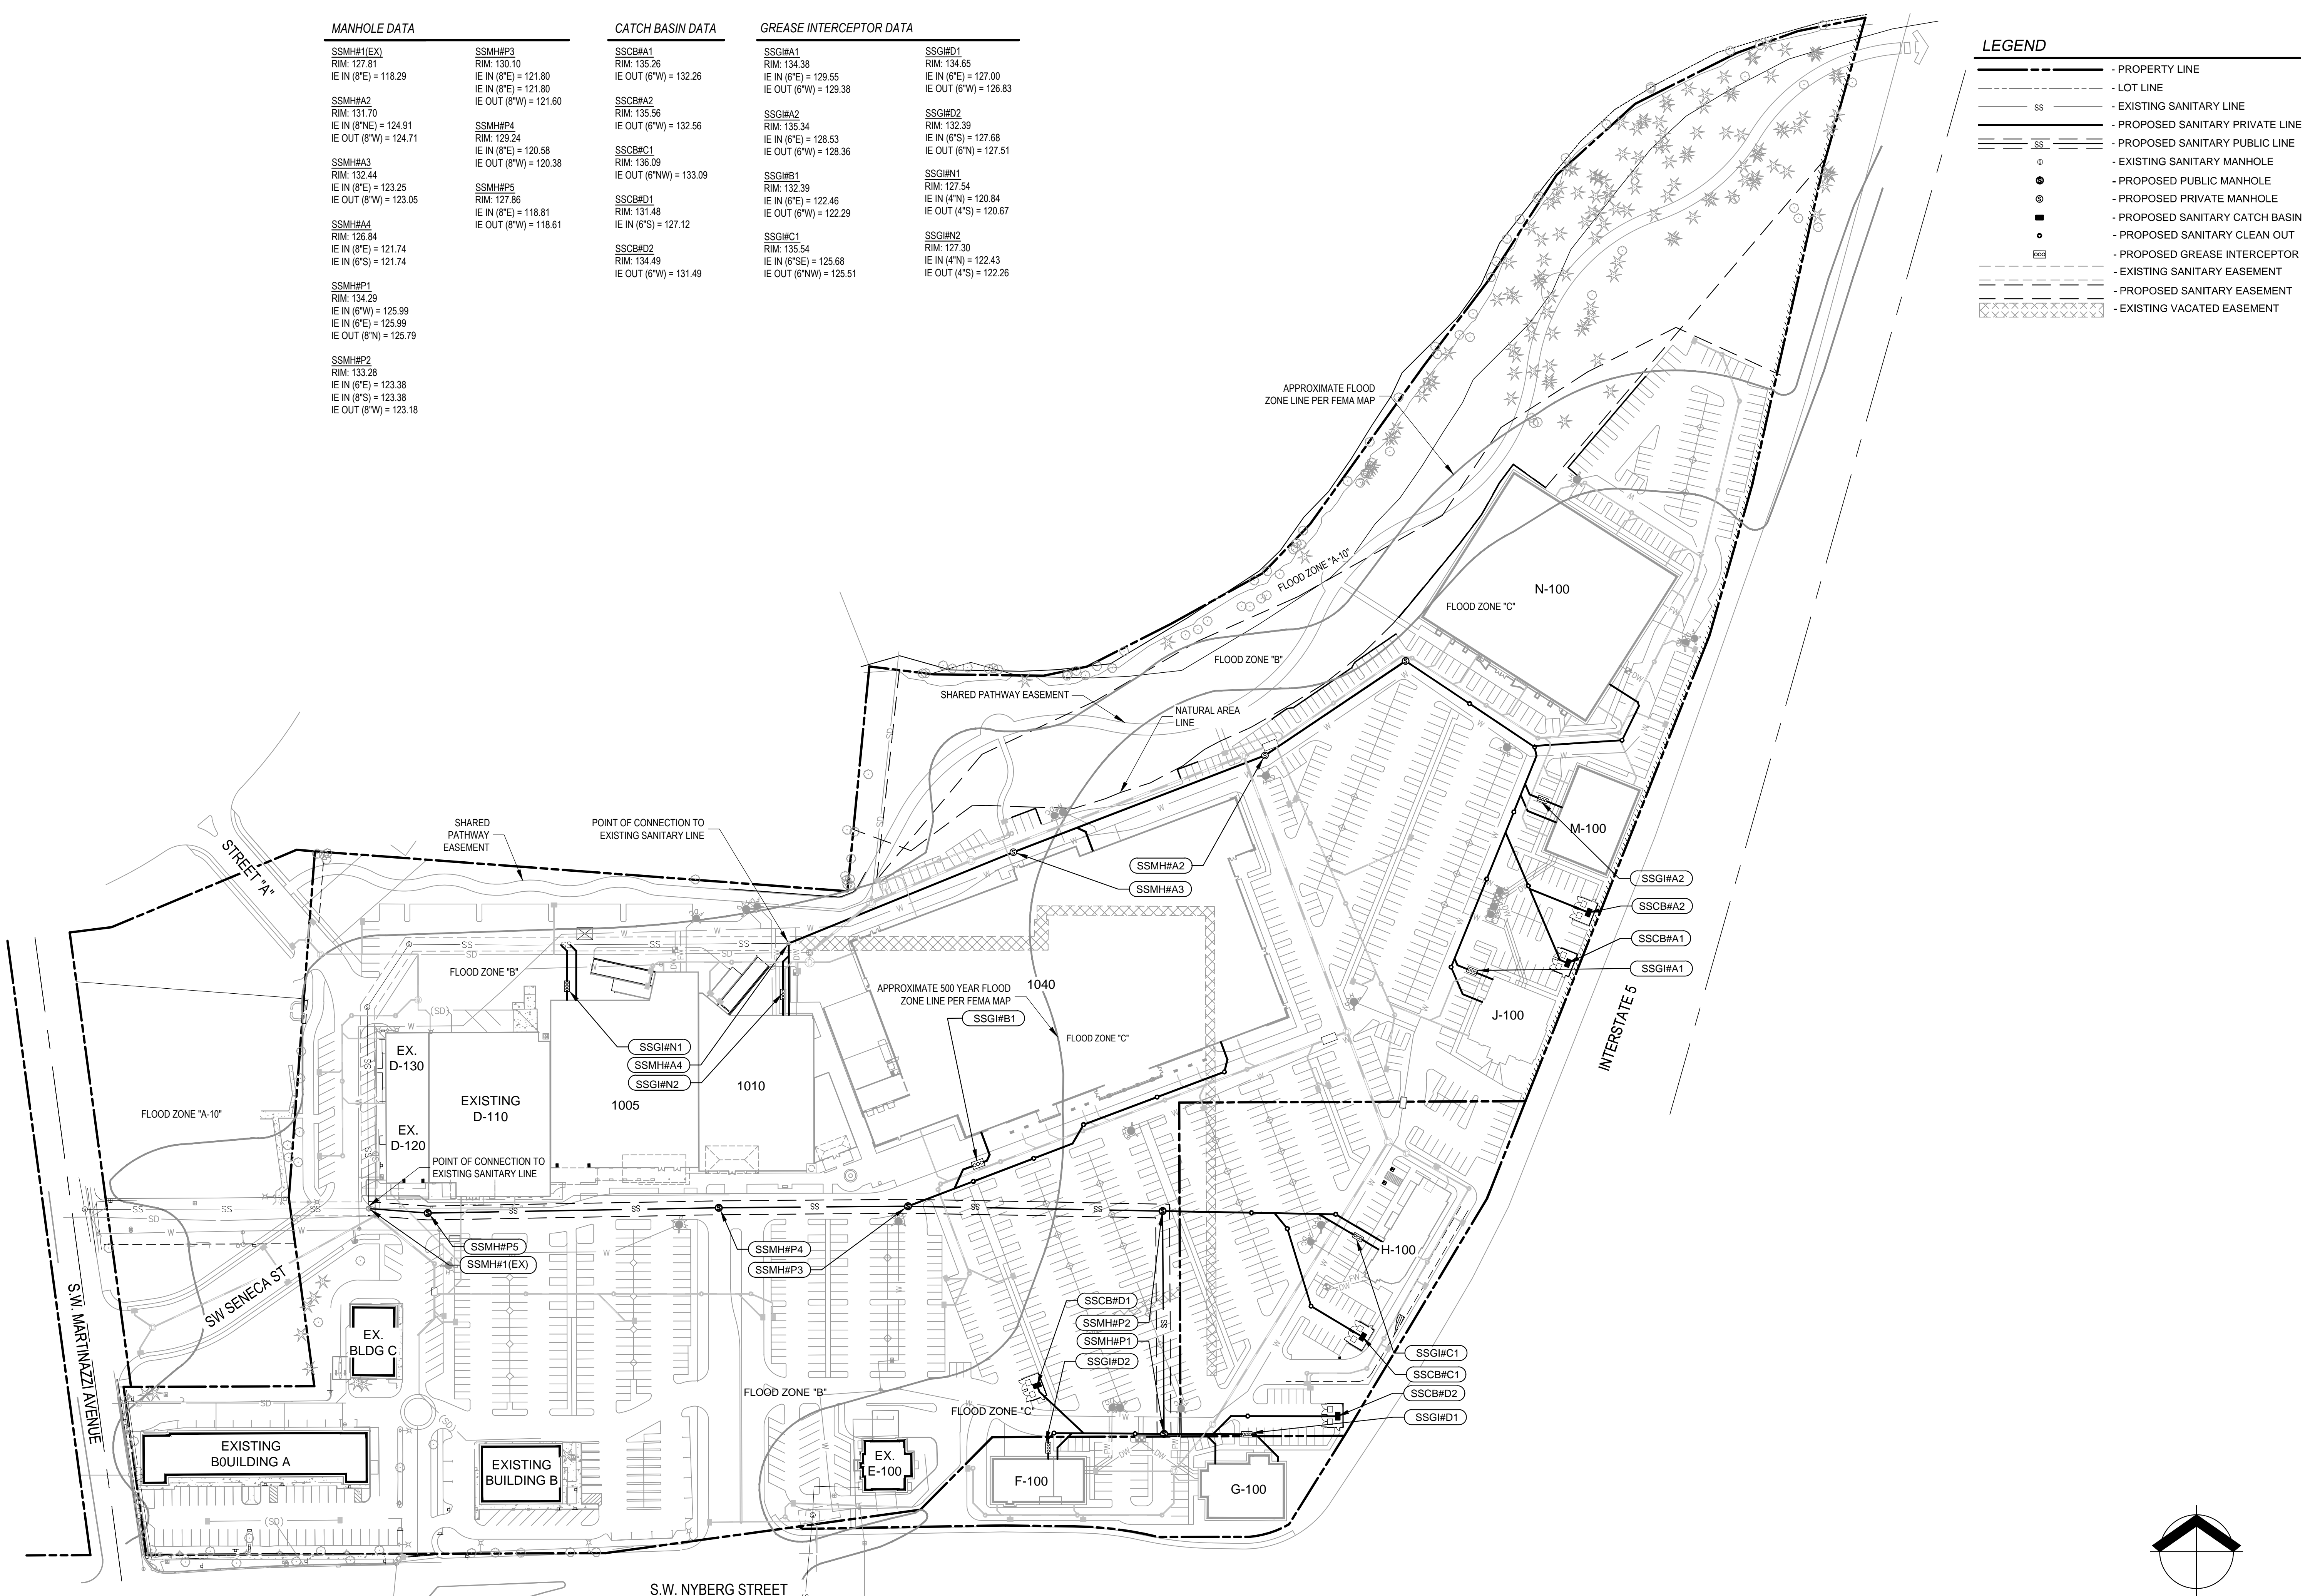 MANHOLE DATA
SSMH#1(EX)
RIM: 127.81
IE IN (8"E) = 118.29
SSMH#A2
RIM: 131.70
IE IN (8"NE) = 124.91
IE OUT (8"W) = 124.71
SSMH#A3
RIM: 132.44
IE IN (8"E) = 123.25
IE OUT (8"W) = 123.05
SSMH#A4
RIM: 126.84
IE IN (8"E) = 121.74
IE IN (6"S) = 121.74
SSMH#P1
RIM: 134.29
IE IN (6"W) = 125.99
IE IN (6"E) = 125.99
IE OUT (8"N) = 125.79
SSMH#P2
RIM: 133.28
IE IN (6"E) = 123.38
IE IN (8"S) = 123.38
IE OUT (8"W) = 123.18
SSMH#P3
RIM: 130.10
IE IN (8"E) = 121.80
IE IN (8"E) = 121.80
IE OUT (8"W) = 121.60
SSMH#P4
RIM: 129.24
IE IN (8"E) = 120.58
IE OUT (8"W) = 120.38
SSMH#P5
RIM: 127.86
IE IN (8"E) = 118.81
IE OUT (8"W) = 118.61
CATCH BASIN DATA
SSCB#A1
RIM: 135.26
IE OUT (6"W) = 132.26
SSCB#A2
RIM: 135.56
IE OUT (6"W) = 132.56
SSCB#C1
RIM: 136.09
IE OUT (6"NW) = 133.09
SSCB#D1
RIM: 131.48
IE IN (6"S) = 127.12
SSCB#D2
RIM: 134.49
IE OUT (6"W) = 131.49
GREASE INTERCEPTOR DATA
SSGI#A1
RIM: 134.38
IE IN (6"E) = 129.55
IE OUT (6"W) = 129.38
SSGI#A2
RIM: 135.34
IE IN (6"E) = 128.53
IE OUT (6"W) = 128.36
SSGI#B1
RIM: 132.39
IE IN (6"E) = 122.46
IE OUT (6"W) = 122.29
SSGI#C1
RIM: 135.54
IE IN (6"SE) = 125.68
IE OUT (6"NW) = 125.51
SSGI#D1
RIM: 134.65
IE IN (6"E) = 127.00
IE OUT (6"W) = 126.83
SSGI#D2
RIM: 132.39
IE IN (6"S) = 127.68
IE OUT (6"N) = 127.51
SSGI#N1
RIM: 127.54
IE IN (4"N) = 120.84
IE OUT (4"S) = 120.67
SSGI#N2
RIM: 127.30
IE IN (4"N) = 122.43
IE OUT (4"S) = 122.26
LEGEND
- PROPERTY LINE
- LOT LINE
SS - EXISTING SANITARY LINE
- PROPOSED SANITARY PRIVATE LINE
SS - PROPOSED SANITARY PUBLIC LINE
- EXISTING SANITARY MANHOLE
- PROPOSED PUBLIC MANHOLE
- PROPOSED PRIVATE MANHOLE
- PROPOSED SANITARY CATCH BASIN
- PROPOSED SANITARY CLEAN OUT
- PROPOSED GREASE INTERCEPTOR
- EXISTING SANITARY EASEMENT
- PROPOSED SANITARY EASEMENT
- EXISTING VACATED EASEMENT
APPROXIMATE FLOOD
ZONE LINE PER FEMA MAP
FLOOD ZONE "A-10"
N-100
FLOOD ZONE "C"
FLOOD ZONE "B"
SHARED PATHWAY EASEMENT
NATURAL AREA
LINE
SHARED
PATHWAY
EASEMENT
POINT OF CONNECTION TO
EXISTING SANITARY LINE
STREET "A"
SSMH#A2
SSMH#A3
M-100
SSGI#A2
SSCB#A2
SSCB#A1
SSGI#A1
J-100
INTERSTATE 5
FLOOD ZONE "B"
APPROXIMATE 500 YEAR FLOOD
ZONE LINE PER FEMA MAP
1040
SSGI#B1
FLOOD ZONE "C"
SSGI#N1
SSMH#A4
SSGI#N2
1010
1005
EX.
D-130
EXISTING
D-110
EX.
D-120
FLOOD ZONE "A-10"
POINT OF CONNECTION TO
EXISTING SANITARY LINE
SSMH#P5
SSMH#1(EX)
SSMH#P4
SSMH#P3
H-100
SSCB#D1
SSMH#P2
SSMH#P1
SSGI#D2
SSGI#C1
SSCB#C1
SSCB#D2
SSGI#D1
SW SENECA ST
S.W. MARTINAZZI AVENUE
EX.
BLDG C
FLOOD ZONE "B"
FLOOD ZONE "C"
EXISTING
B0UILDING A
EXISTING
BUILDING B
EX.
E-100
F-100
G-100
S.W. NYBERG STREET